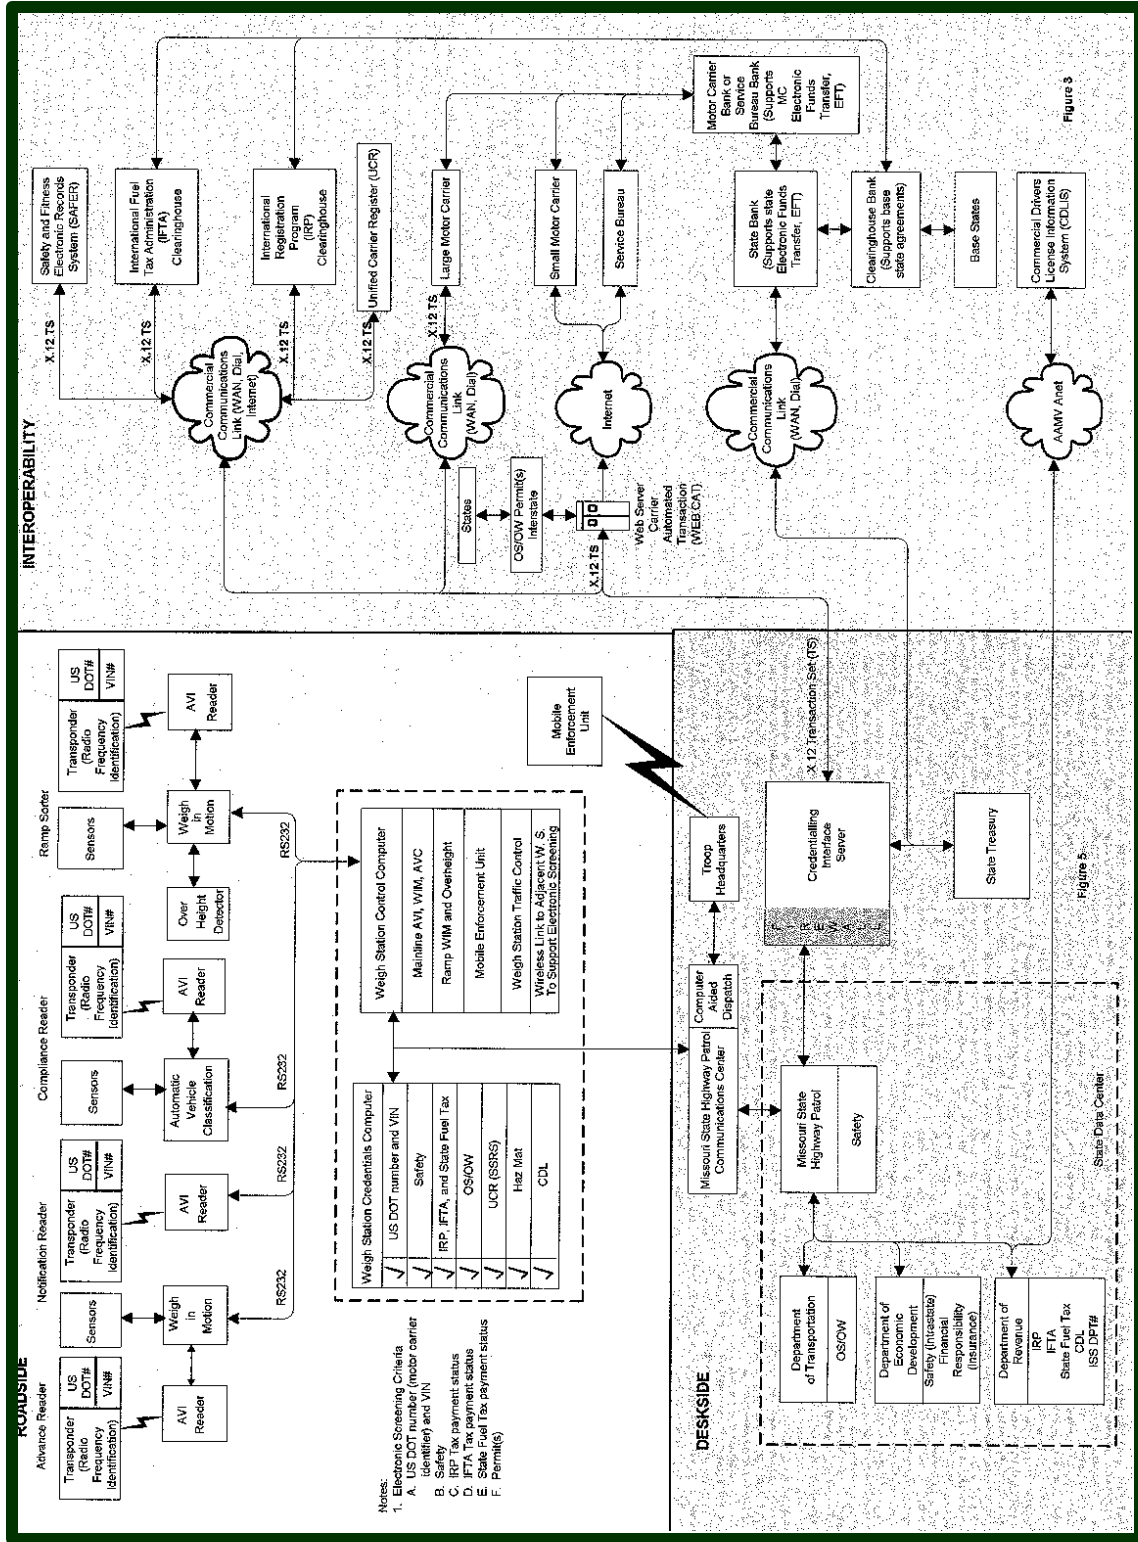 ROADSIDE
Advance Reader
Transponder
(Radio
Frequency
Identification)
US
DOT#
VIN#
AVI
Reader
Sensors
Weigh
in
Motion
Notification Reader
Transponder
(Radio
Frequency
Identification)
US
DOT#
VIN#
AVI
Reader
Compliance Reader
Sensors
Automatic
Vehicle
Classification
Transponder
(Radio
Frequency
Identification)
US
DOT#
VIN#
AVI
Reader
Ramp Sorter
Over
Height
Detector
Sensors
Weigh
in
Motion
Transponder
(Radio
Frequency
Identification)
US
DOT#
VIN#
AVI
Reader
RS232
RS232
RS232
RS232
Notes:
1. Electronic Screening Criteria
A. US DOT number (motor carrier
identifier) and VIN
B. Safety
C. IRP Tax payment status
D. IFTA Tax payment status
E. State Fuel Tax payment status
F. Permit(s)
Weigh Station Credentials Computer
US DOT number and VIN
Safety
IRP, IFTA, and State Fuel Tax
OS/OW
UCR (SSRS)
Haz Mat
CDL
Weigh Station Control Computer
Mainline AVI, WIM, AVC
Ramp WIM and Overheight
Mobile Enforcement Unit
Weigh Station Traffic Control
Wireless Link to Adjacent W. S.
To Support Electronic Screening
Mobile
Enforcement
Unit
DESKSIDE
Missouri State Highway Patrol
Communications Center
Computer
Aided
Dispatch
Troop
Headquarters
Department
of Transportation
OS/OW
Department of
Economic
Development
Safety (Intrastate)
Financial
Responsibility
(Insurance)
Department of
Revenue
IRP
IFTA
State Fuel Tax
CDL
ISS DPT#
Missouri State
Highway Patrol
Safety
State Data Center
FIREWALL
Credentialling
Interface
Server
X.12 Transaction Set (TS)
State Treasury
Figure 5
INTEROPERABILITY
X.12 TS
States
OS/OW Permit(s)
Interstate
Web Server
Carrier
Automated
Transaction
(WEB CAT)
Commercial
Communications
Link (WAN, Dial,
Internet)
Commercial
Communications
Link
(WAN, Dial)
Internet
Commercial
Communications
Link
(WAN, Dial)
AAMV Anet
X.12 TS
X.12 TS
X.12 TS
X.12 TS
X.12 TS
Safety and Fitness
Electronic Records
System (SAFER)
International Fuel
Tax Administration
(IFTA)
Clearinghouse
International
Registration
Program
(IRP)
Clearinghouse
Unified Carrier Register (UCR)
Large Motor Carrier
Small Motor Carrier
Service Bureau
State Bank
(Supports state
Electronic Funds
Transfer, EFT)
Clearinghouse Bank
(Supports base
state agreements)
Base States
Commercial Drivers
License Information
System (CDLIS)
Motor Carrier
Bank or
Service
Bureau Bank
(Supports
MC
Electronic
Funds
Transfer,
EFT)
Figure 3